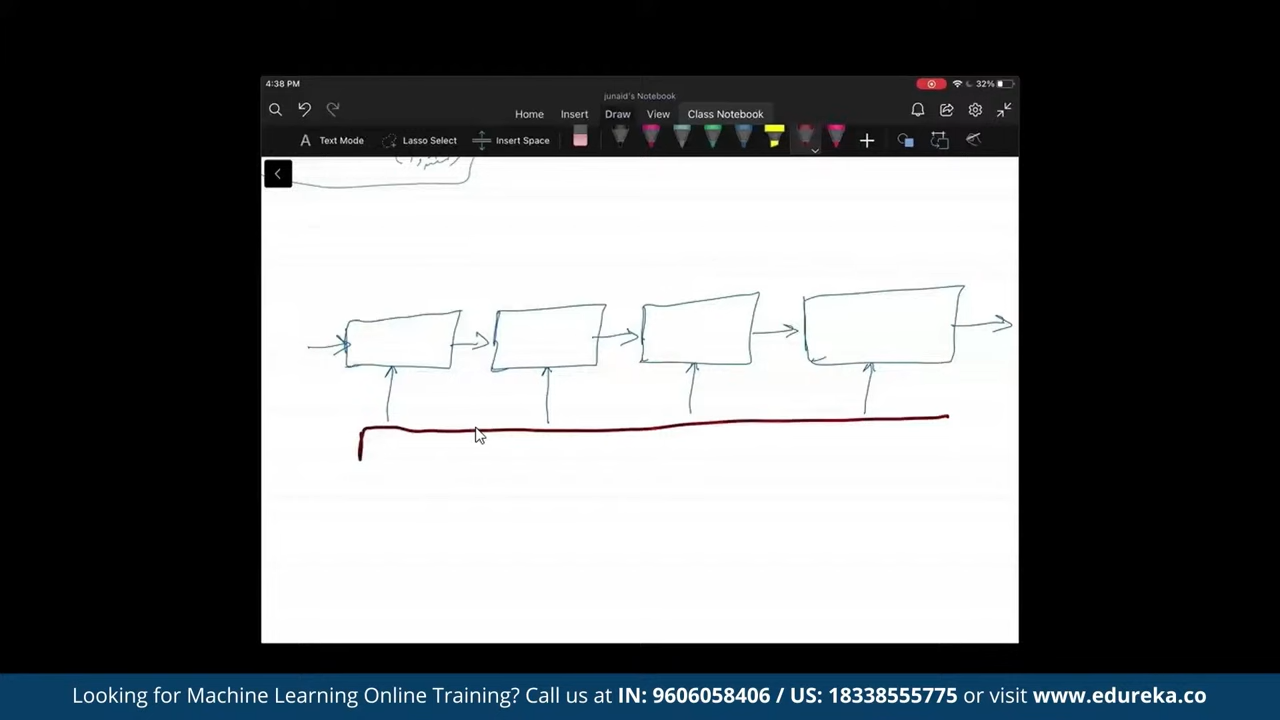 4:38 PM
32%
junaid's Notebook
Home Insert Draw View Class Notebook
A Text Mode Lasso Select Insert Space
Looking for Machine Learning Online Training? Call us at IN: 9606058406 / US: 18338555775 or visit www.edureka.co